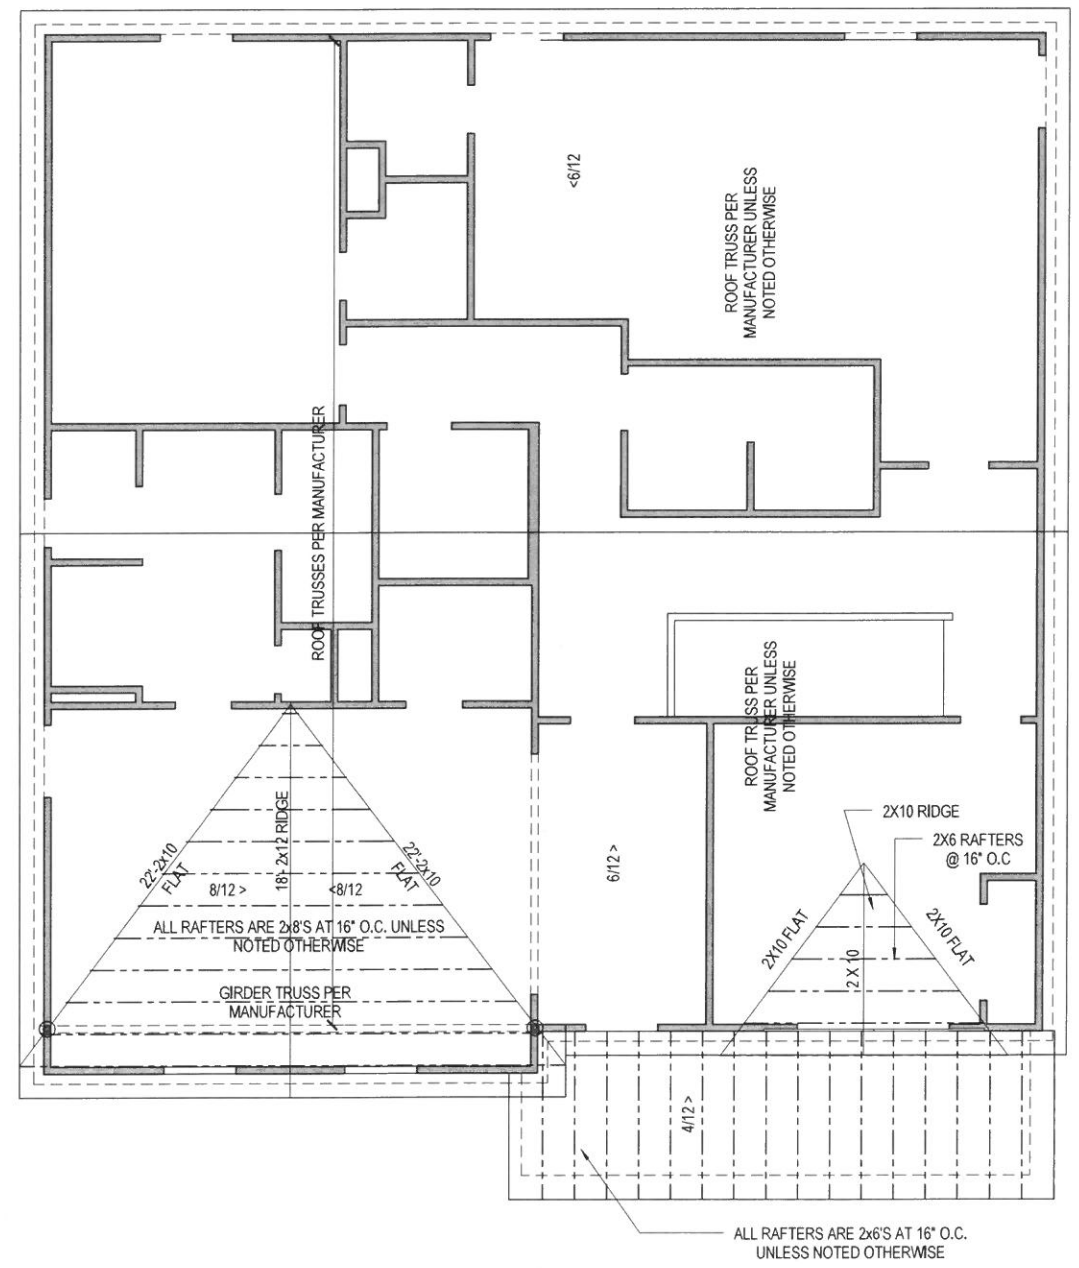 <6/12
ROOF TRUSS PER
MANUFACTURER UNLESS
NOTED OTHERWISE
ROOF TRUSSES PER MANUFACTURER
ROOF TRUSS PER
MANUFACTURER UNLESS
NOTED OTHERWISE
2X10 RIDGE
2X6 RAFTERS
@ 16" O.C
22'-2x10
FLAT
18'- 2x12 RIDGE
22'-2x10
FLAT
8/12 >
<8/12
6/12 >
ALL RAFTERS ARE 2x8'S AT 16" O.C. UNLESS
NOTED OTHERWISE
2X10 FLAT
2 X 10
2X10 FLAT
GIRDER TRUSS PER
MANUFACTURER
4/12 >
ALL RAFTERS ARE 2x6'S AT 16" O.C.
UNLESS NOTED OTHERWISE